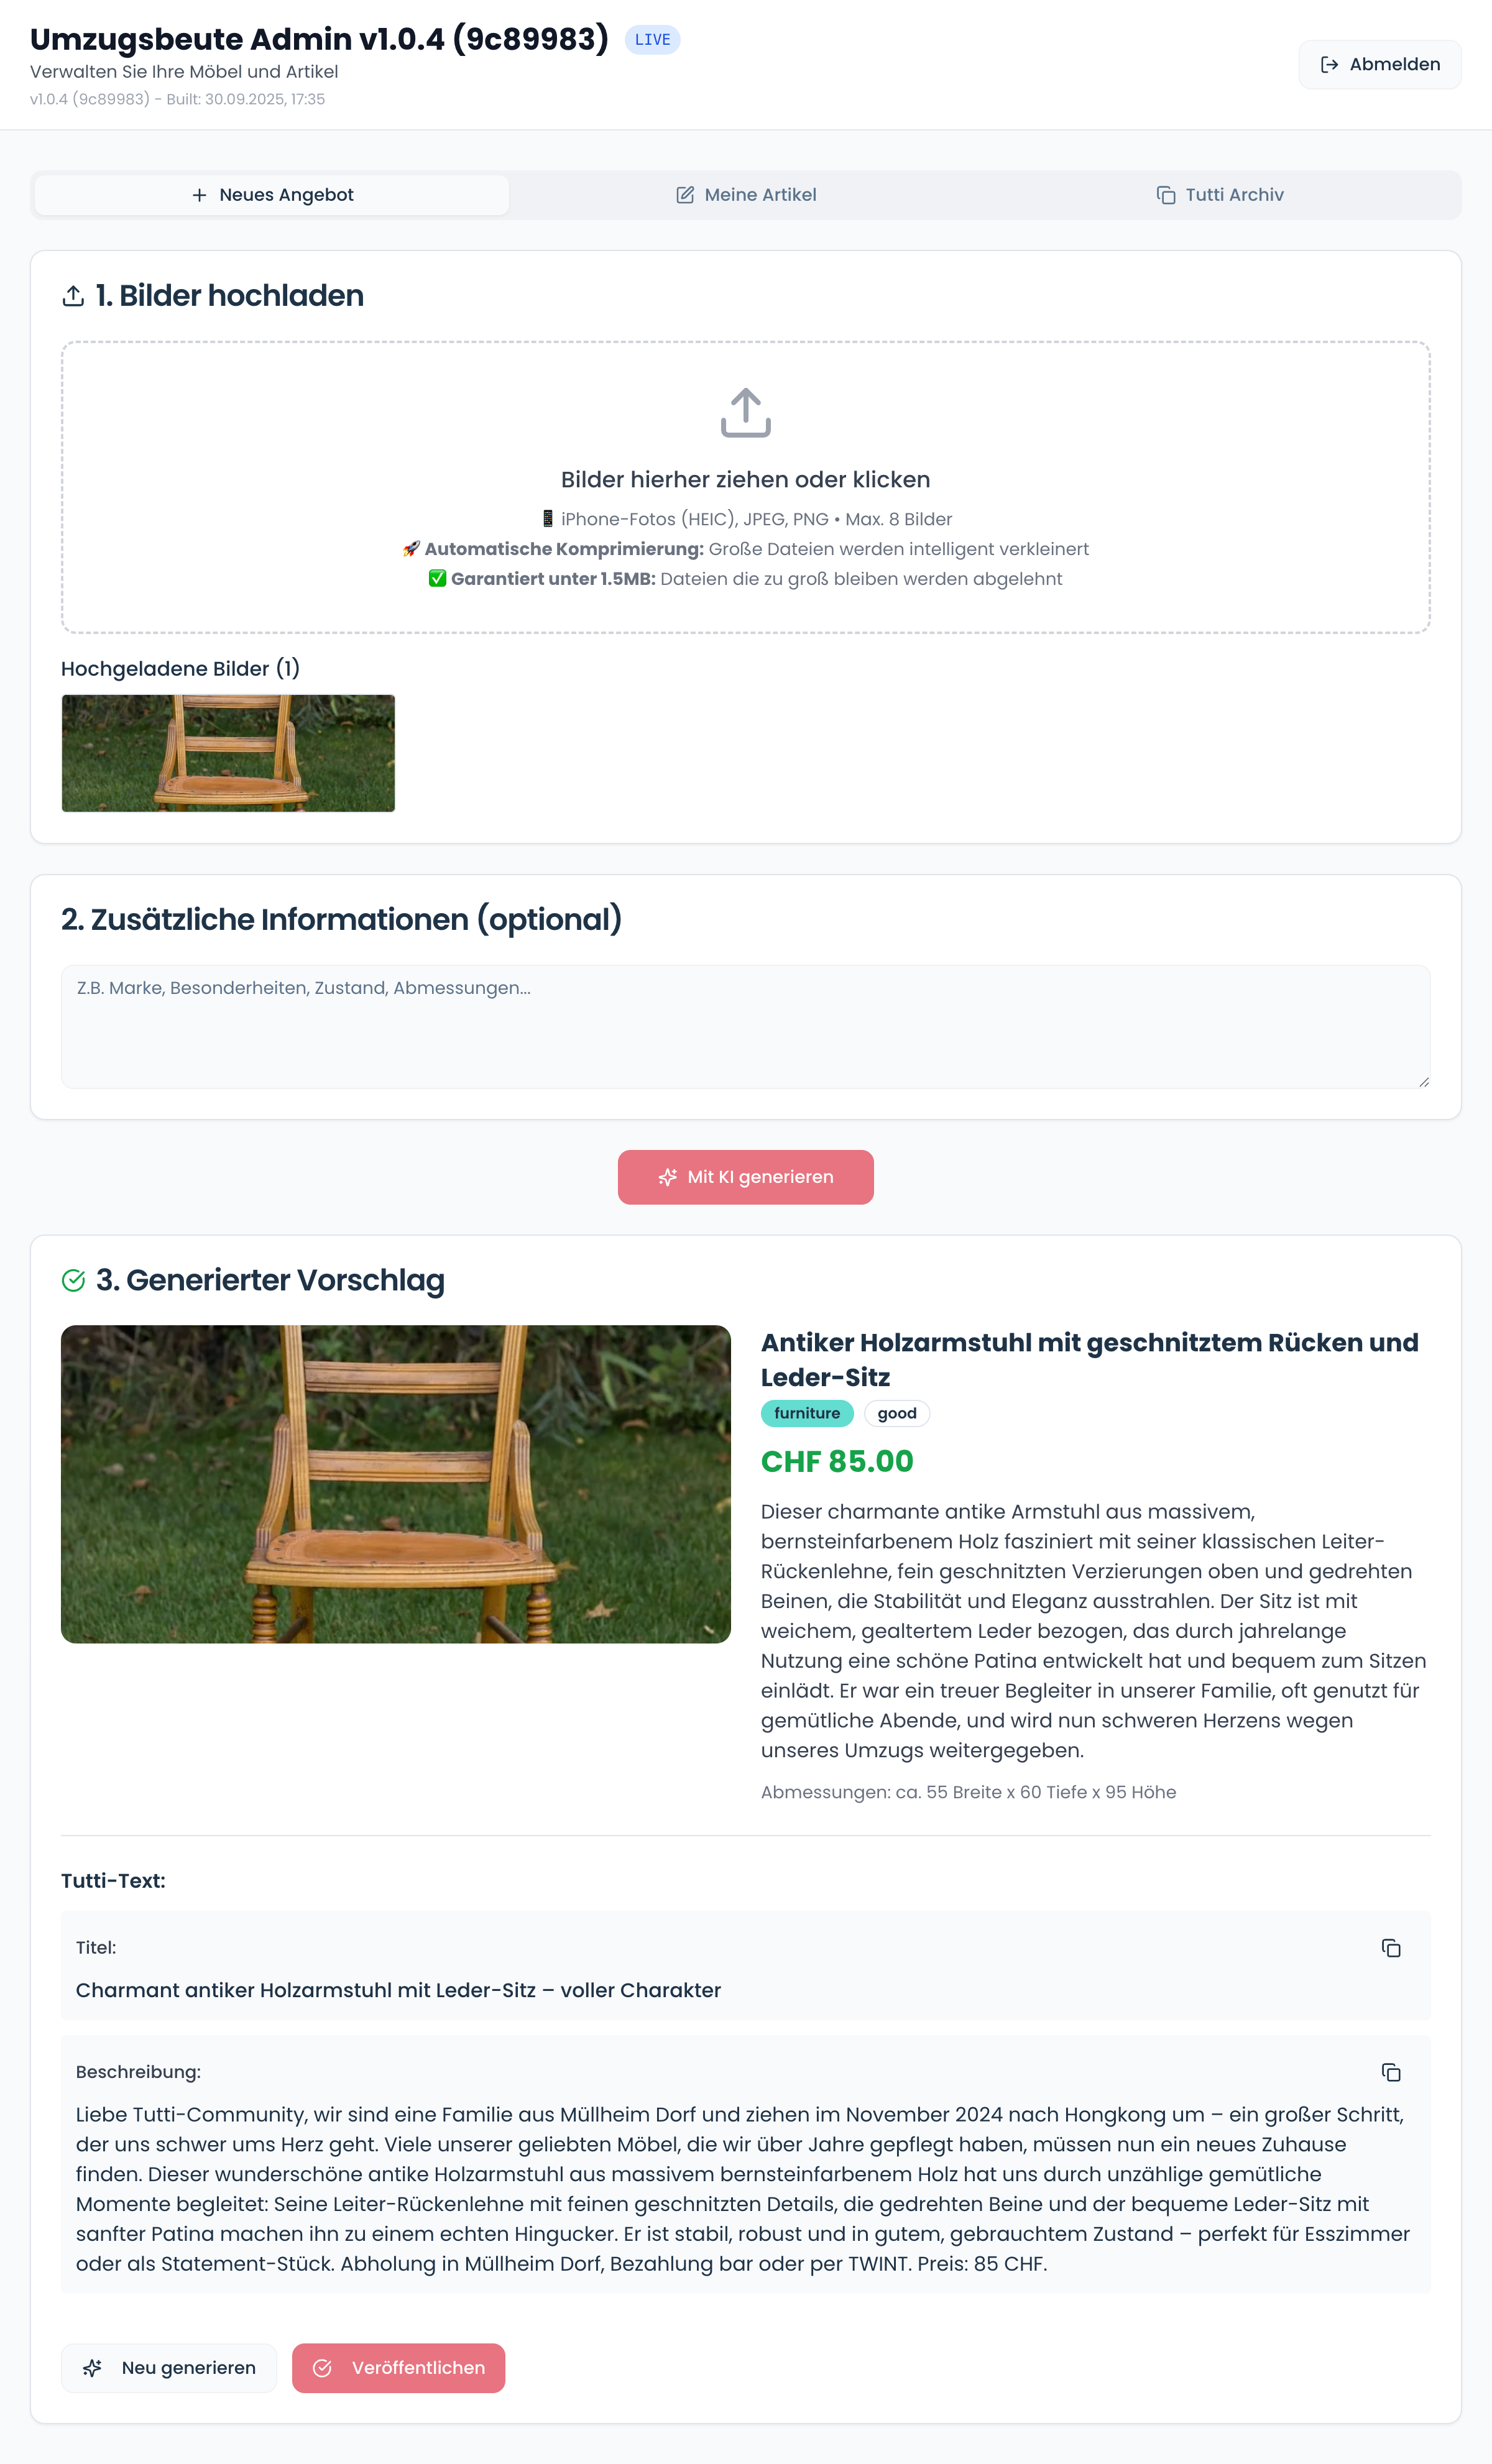 Umzugsbeute Admin v1.0.4 (9c89983) LIVE
Verwalten Sie Ihre Möbel und Artikel
v1.0.4 (9c89983) - Built: 30.09.2025, 17:35
Abmelden
Neues Angebot
Meine Artikel
Tutti Archiv
1. Bilder hochladen
Bilder hierher ziehen oder klicken
📱 iPhone-Fotos (HEIC), JPEG, PNG • Max. 8 Bilder
🚀 Automatische Komprimierung: Große Dateien werden intelligent verkleinert
✅ Garantiert unter 1.5MB: Dateien die zu groß bleiben werden abgelehnt
Hochgeladene Bilder (1)
2. Zusätzliche Informationen (optional)
Z.B. Marke, Besonderheiten, Zustand, Abmessungen...
Mit KI generieren
3. Generierter Vorschlag
Antiker Holzarmstuhl mit geschnitztem Rücken und
Leder-Sitz
furniture good
CHF 85.00
Dieser charmante antike Armstuhl aus massivem,
bernsteinfarbenem Holz fasziniert mit seiner klassischen Leiter-
Rückenlehne, fein geschnitzten Verzierungen oben und gedrehten
Beinen, die Stabilität und Eleganz ausstrahlen. Der Sitz ist mit
weichem, gealtertem Leder bezogen, das durch jahrelange
Nutzung eine schöne Patina entwickelt hat und bequem zum Sitzen
einlädt. Er war ein treuer Begleiter in unserer Familie, oft genutzt für
gemütliche Abende, und wird nun schweren Herzens wegen
unseres Umzugs weitergegeben.
Abmessungen: ca. 55 Breite x 60 Tiefe x 95 Höhe
Tutti-Text:
Titel:
Charmant antiker Holzarmstuhl mit Leder-Sitz – voller Charakter
Beschreibung:
Liebe Tutti-Community, wir sind eine Familie aus Müllheim Dorf und ziehen im November 2024 nach Hongkong um – ein großer Schritt,
der uns schwer ums Herz geht. Viele unserer geliebten Möbel, die wir über Jahre gepflegt haben, müssen nun ein neues Zuhause
finden. Dieser wunderschöne antike Holzarmstuhl aus massivem bernsteinfarbenem Holz hat uns durch unzählige gemütliche
Momente begleitet: Seine Leiter-Rückenlehne mit feinen geschnitzten Details, die gedrehten Beine und der bequeme Leder-Sitz mit
sanfter Patina machen ihn zu einem echten Hingucker. Er ist stabil, robust und in gutem, gebrauchtem Zustand – perfekt für Esszimmer
oder als Statement-Stück. Abholung in Müllheim Dorf, Bezahlung bar oder per TWINT. Preis: 85 CHF.
Neu generieren
Veröffentlichen